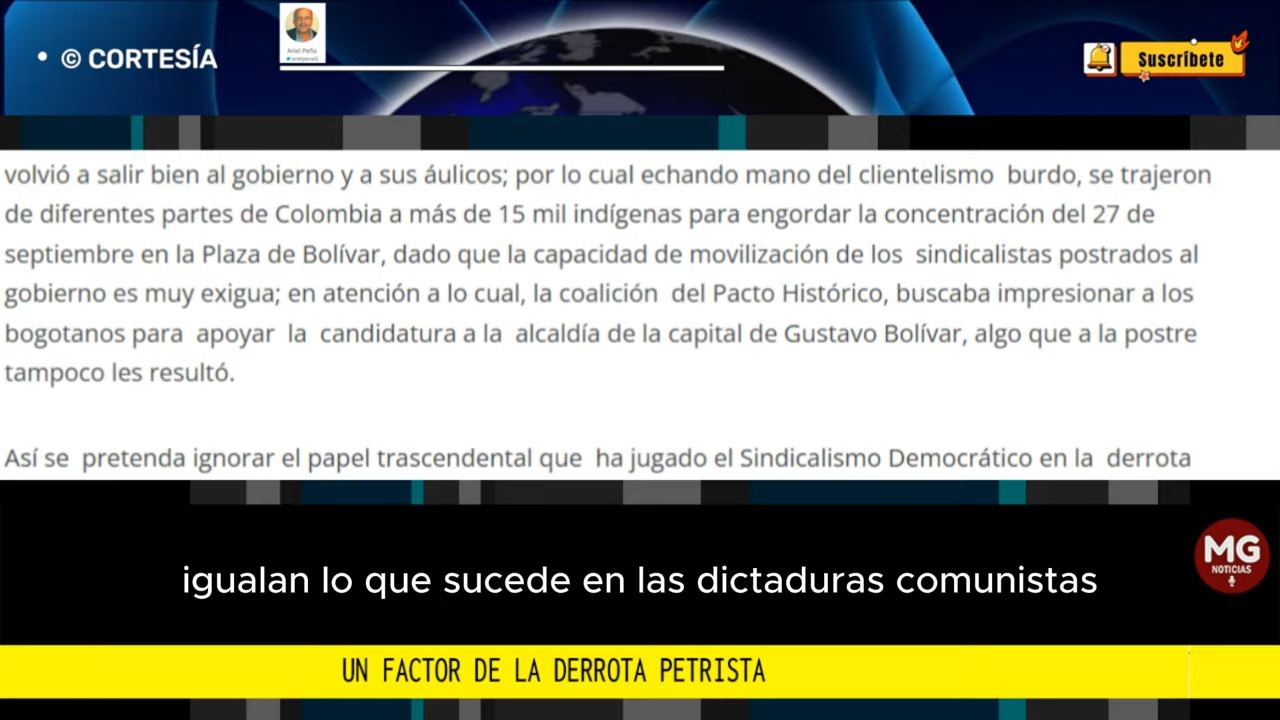 • © CORTESÍA
Ariel Peña
Suscríbete
volvió a salir bien al gobierno y a sus áulicos; por lo cual echando mano del clientelismo burdo, se trajeron
de diferentes partes de Colombia a más de 15 mil indígenas para engordar la concentración del 27 de
septiembre en la Plaza de Bolívar, dado que la capacidad de movilización de los sindicalistas postrados al
gobierno es muy exigua; en atención a lo cual, la coalición del Pacto Histórico, buscaba impresionar a los
bogotanos para apoyar la candidatura a la alcaldía de la capital de Gustavo Bolívar, algo que a la postre
tampoco les resultó.
Así se pretenda ignorar el papel trascendental que ha jugado el Sindicalismo Democrático en la derrota
MG
NOTICIAS
igualan lo que sucede en las dictaduras comunistas
UN FACTOR DE LA DERROTA PETRISTA